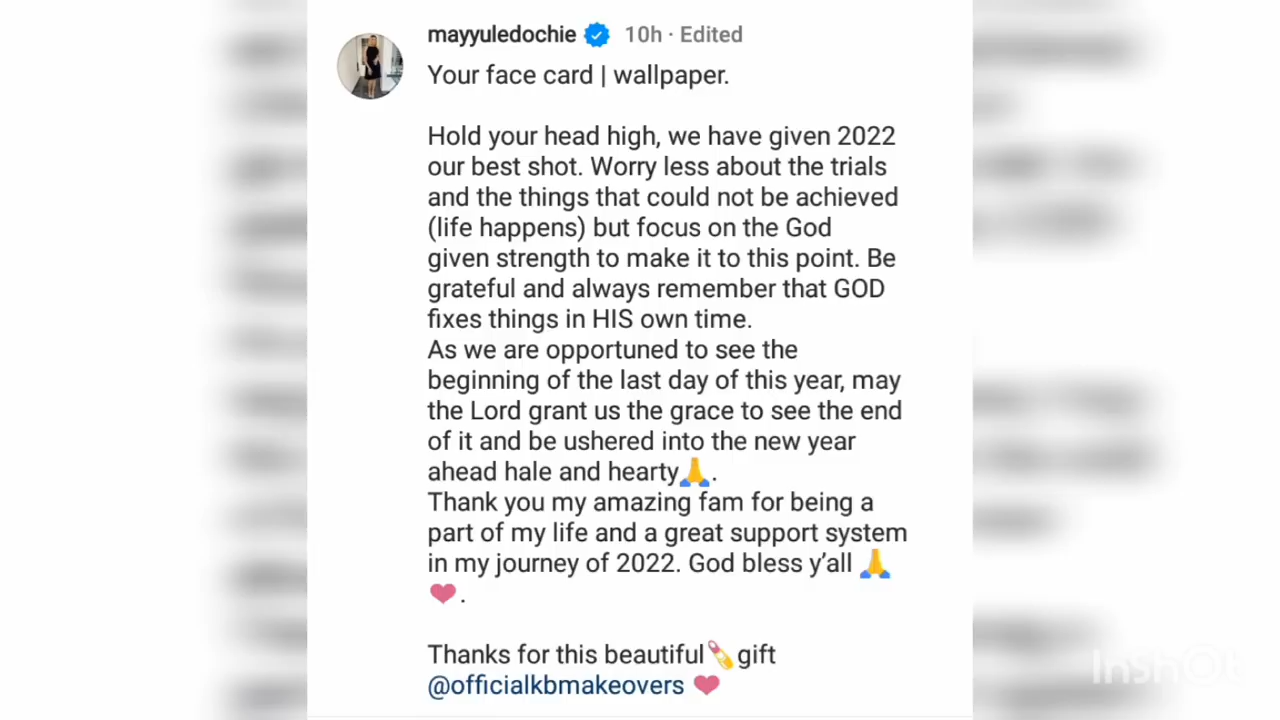 mayyuledochie 10h · Edited
Your face card | wallpaper.
Hold your head high, we have given 2022
our best shot. Worry less about the trials
and the things that could not be achieved
(life happens) but focus on the God
given strength to make it to this point. Be
grateful and always remember that GOD
fixes things in HIS own time.
As we are opportuned to see the
beginning of the last day of this year, may
the Lord grant us the grace to see the end
of it and be ushered into the new year
ahead hale and hearty🙏.
Thank you my amazing fam for being a
part of my life and a great support system
in my journey of 2022. God bless y’all 🙏
❤.
Thanks for this beautiful💄gift
@officialkbmakeovers ❤
InShOt